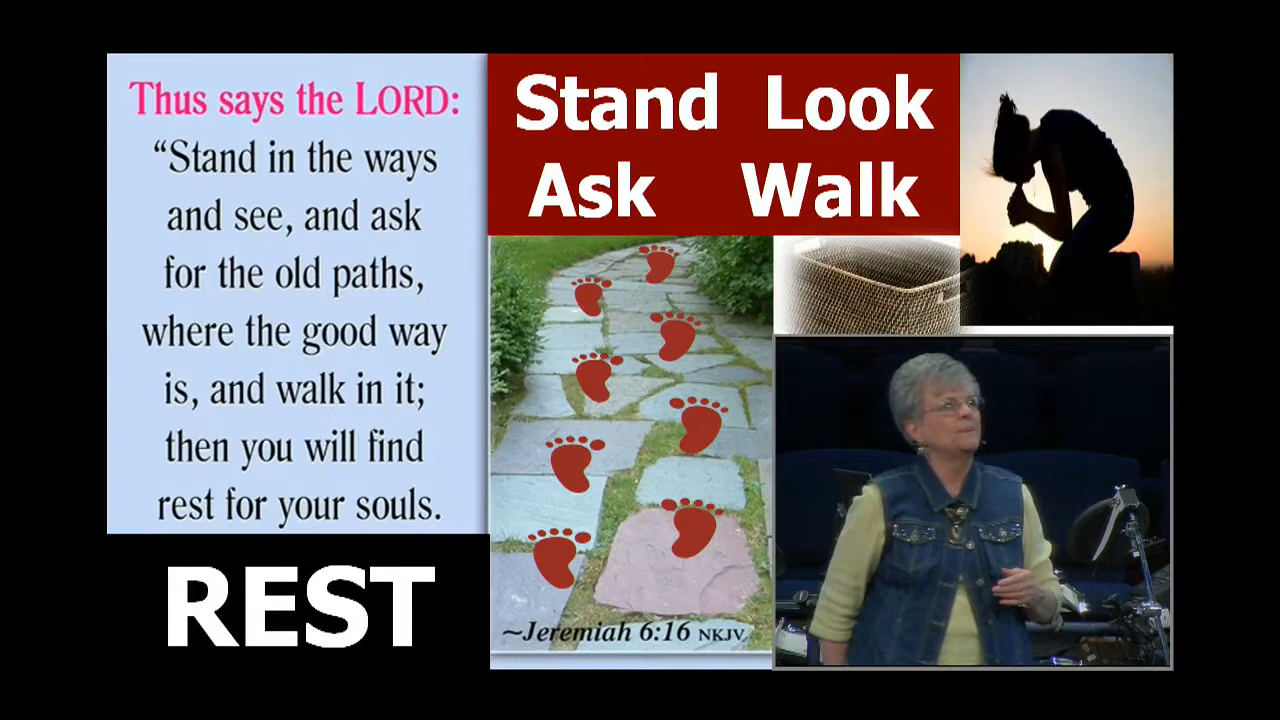 Thus says the LORD:
“Stand in the ways
and see, and ask
for the old paths,
where the good way
is, and walk in it;
then you will find
rest for your souls.
REST
Stand Look
Ask Walk
~Jeremiah 6:16 NKJV